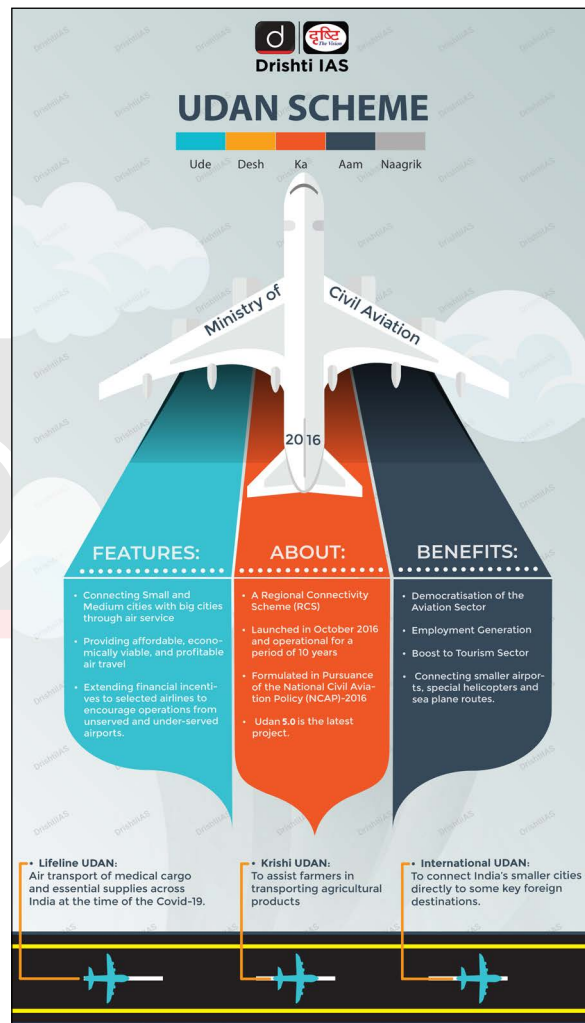 d
दृष्टि
The Vision
Drishti IAS
UDAN SCHEME
Ude Desh Ka Aam Naagrik
Ministry of Civil Aviation
2016
FEATURES:
• Connecting Small and
Medium cities with big cities
through air service
• Providing affordable, econo-
mically viable, and profitable
air travel
• Extending financial incenti-
ves to selected airlines to
encourage operations from
unserved and under-served
airports.
ABOUT:
• A Regional Connectivity
Scheme (RCS)
• Launched in October 2016
and operational for a
period of 10 years
• Formulated in Pursuance
of the National Civil Avia-
tion Policy (NCAP)-2016
• Udan 5.0 is the latest
project.
BENEFITS:
• Democratisation of the
Aviation Sector
• Employment Generation
• Boost to Tourism Sector
• Connecting smaller airpor-
ts, special helicopters and
sea plane routes.
• Lifeline UDAN:
Air transport of medical cargo
and essential supplies across
India at the time of the Covid-19.
• Krishi UDAN:
To assist farmers in
transporting agricultural
products
• International UDAN:
To connect India's smaller cities
directly to some key foreign
destinations.